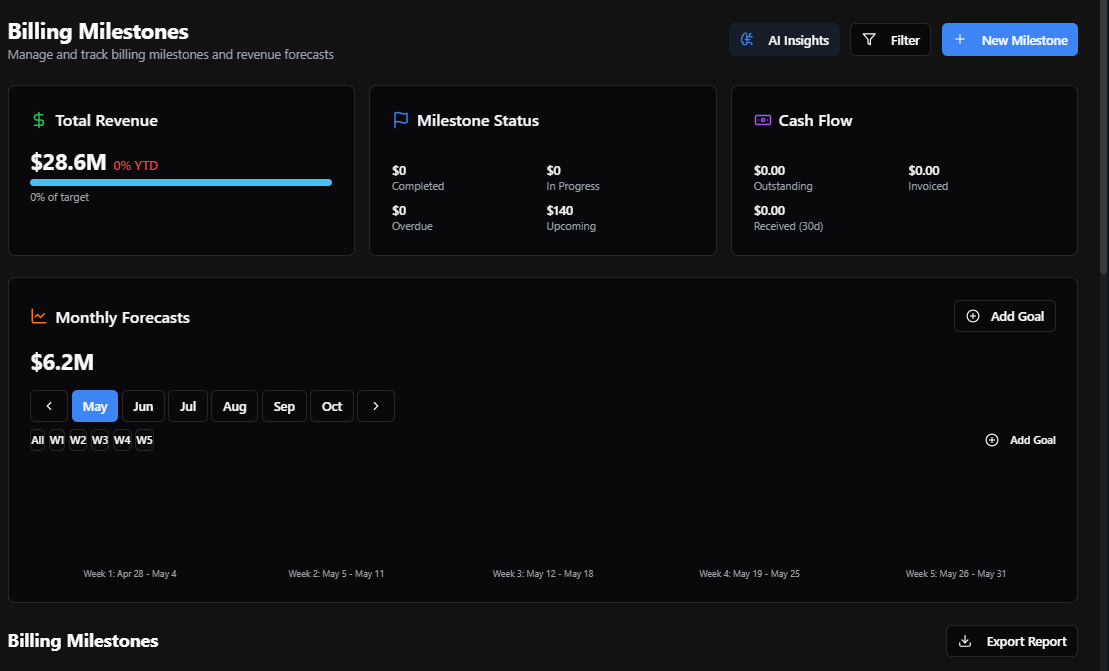 Billing Milestones
Manage and track billing milestones and revenue forecasts
AI Insights
Filter
New Milestone
Total Revenue
$28.6M 0% YTD
0% of target
Milestone Status
$0
Completed
$0
In Progress
$0
Overdue
$140
Upcoming
Cash Flow
$0.00
Outstanding
$0.00
Invoiced
$0.00
Received (30d)
Monthly Forecasts
Add Goal
$6.2M
May Jun Jul Aug Sep Oct
All W1 W2 W3 W4 W5
Add Goal
Week 1: Apr 28 - May 4
Week 2: May 5 - May 11
Week 3: May 12 - May 18
Week 4: May 19 - May 25
Week 5: May 26 - May 31
Billing Milestones
Export Report